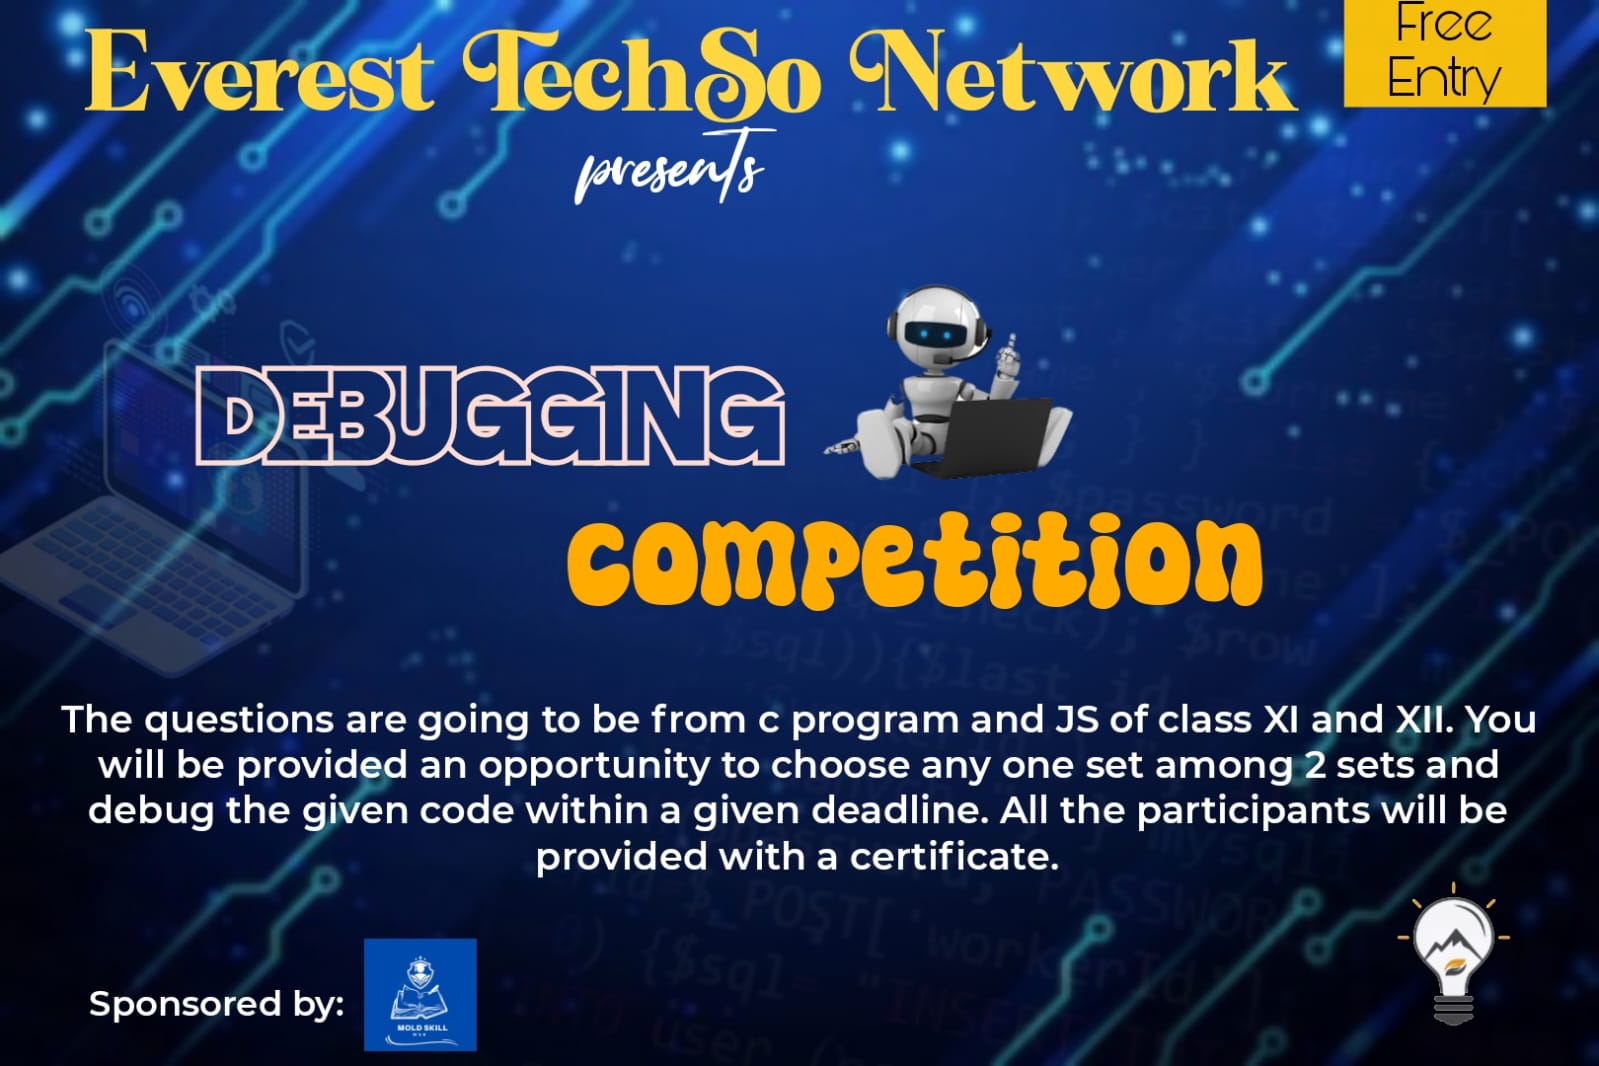 Everest TechSo Network
Free
Entry
presents
DEBUGGING
competition
The questions are going to be from c program and JS of class XI and XII. You
will be provided an opportunity to choose any one set among 2 sets and
debug the given code within a given deadline. All the participants will be
provided with a certificate.
Sponsored by:
MOLD SKILL